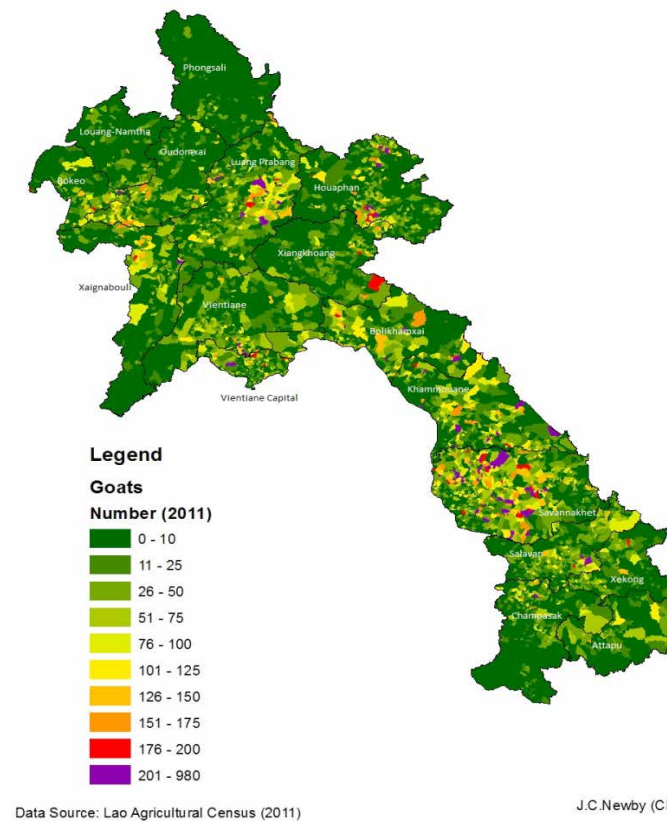 Phongsali
Louang-Namtha
Oudomxai
Bokeo
Luang Prabang
Houaphan
Xiangkhoang
Xaignabouli
Vientiane
Bolikhamxai
Vientiane Capital
Khammouane
Savannakhet
Salavan
Xekong
Champasak
Attapu
Legend
Goats
Number (2011)
0 - 10
11 - 25
26 - 50
51 - 75
76 - 100
101 - 125
126 - 150
151 - 175
176 - 200
201 - 980
Data Source: Lao Agricultural Census (2011)
J.C.Newby (CI